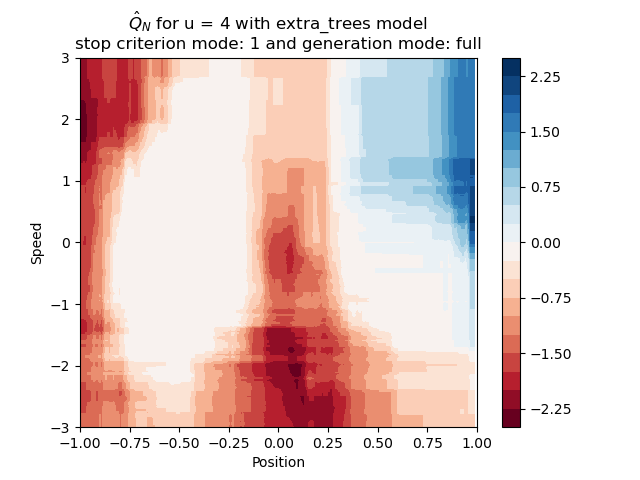 Q̂_N for u = 4 with extra_trees model
stop criterion mode: 1 and generation mode: full
3
2
1
0
−1
−2
−3
Speed
−1.00 −0.75 −0.50 −0.25 0.00 0.25 0.50 0.75 1.00
Position
2.25
1.50
0.75
0.00
−0.75
−1.50
−2.25